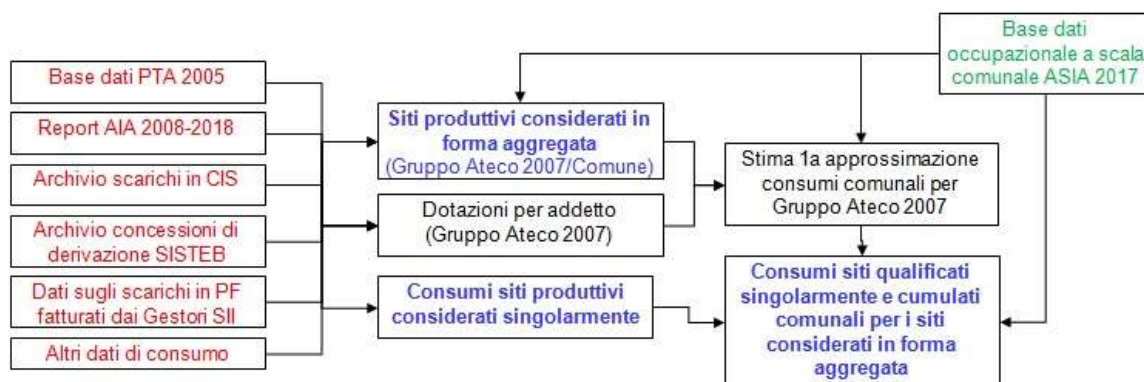 Base dati PTA 2005
Report AIA 2008-2018
Archivio scarichi in CIS
Archivio concessioni di
derivazione SISTEB
Dati sugli scarichi in PF
fatturati dai Gestori SII
Altri dati di consumo
Siti produttivi considerati in
forma aggregata
(Gruppo Ateco 2007/Comune)
Dotazioni per addetto
(Gruppo Ateco 2007)
Consumi siti produttivi
considerati singolarmente
Base dati
occupazionale a scala
comunale ASIA 2017
Stima 1a approssimazione
consumi comunali per
Gruppo Ateco 2007
Consumi siti qualificati
singolarmente e cumulati
comunali per i siti
considerati in forma
aggregata